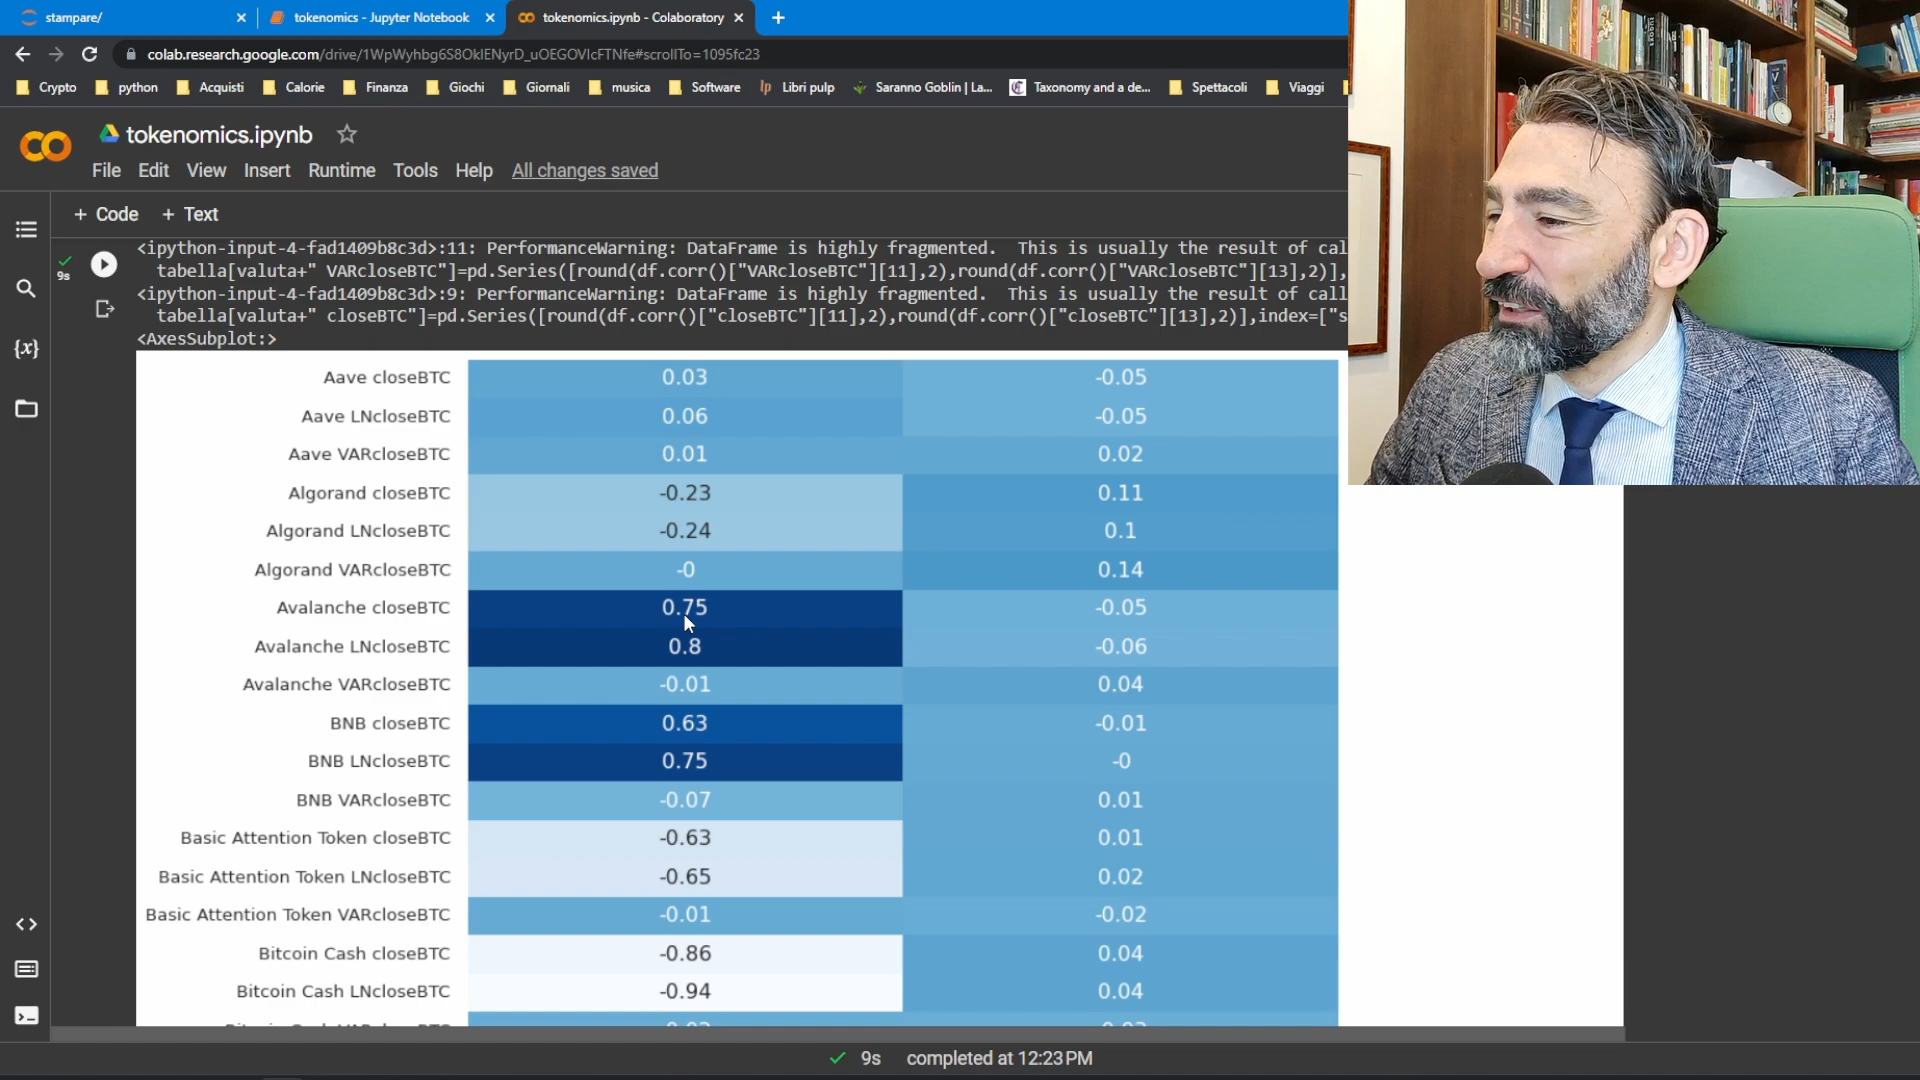 stampare/
tokenomics - Jupyter Notebook
tokenomics.ipynb - Colaboratory
colab.research.google.com/drive/1WpWyhbg6S8OklENyrD_uOEGOVlcFTNfe#scrollTo=1095fc23
Crypto python Acquisti Calorie Finanza Giochi Giornali musica Software Libri pulp Saranno Goblin | La... Taxonomy and a de... Spettacoli Viaggi
tokenomics.ipynb
File Edit View Insert Runtime Tools Help All changes saved
+ Code + Text
<ipython-input-4-fad1409b8c3d>:11: PerformanceWarning: DataFrame is highly fragmented.  This is usually the result of cal
tabella[valuta+" VARcloseBTC"]=pd.Series([round(df.corr()["VARcloseBTC"][11],2),round(df.corr()["VARcloseBTC"][13],2)],
<ipython-input-4-fad1409b8c3d>:9: PerformanceWarning: DataFrame is highly fragmented.  This is usually the result of call
tabella[valuta+" closeBTC"]=pd.Series([round(df.corr()["closeBTC"][11],2),round(df.corr()["closeBTC"][13],2)],index=["s
<AxesSubplot:>
9s
{x}
Aave closeBTC 0.03 -0.05
Aave LNcloseBTC 0.06 -0.05
Aave VARcloseBTC 0.01 0.02
Algorand closeBTC -0.23 0.11
Algorand LNcloseBTC -0.24 0.1
Algorand VARcloseBTC -0 0.14
Avalanche closeBTC 0.75 -0.05
Avalanche LNcloseBTC 0.8 -0.06
Avalanche VARcloseBTC -0.01 0.04
BNB closeBTC 0.63 -0.01
BNB LNcloseBTC 0.75 -0
BNB VARcloseBTC -0.07 0.01
Basic Attention Token closeBTC -0.63 0.01
Basic Attention Token LNcloseBTC -0.65 0.02
Basic Attention Token VARcloseBTC -0.01 -0.02
Bitcoin Cash closeBTC -0.86 0.04
Bitcoin Cash LNcloseBTC -0.94 0.04
9s completed at 12:23 PM